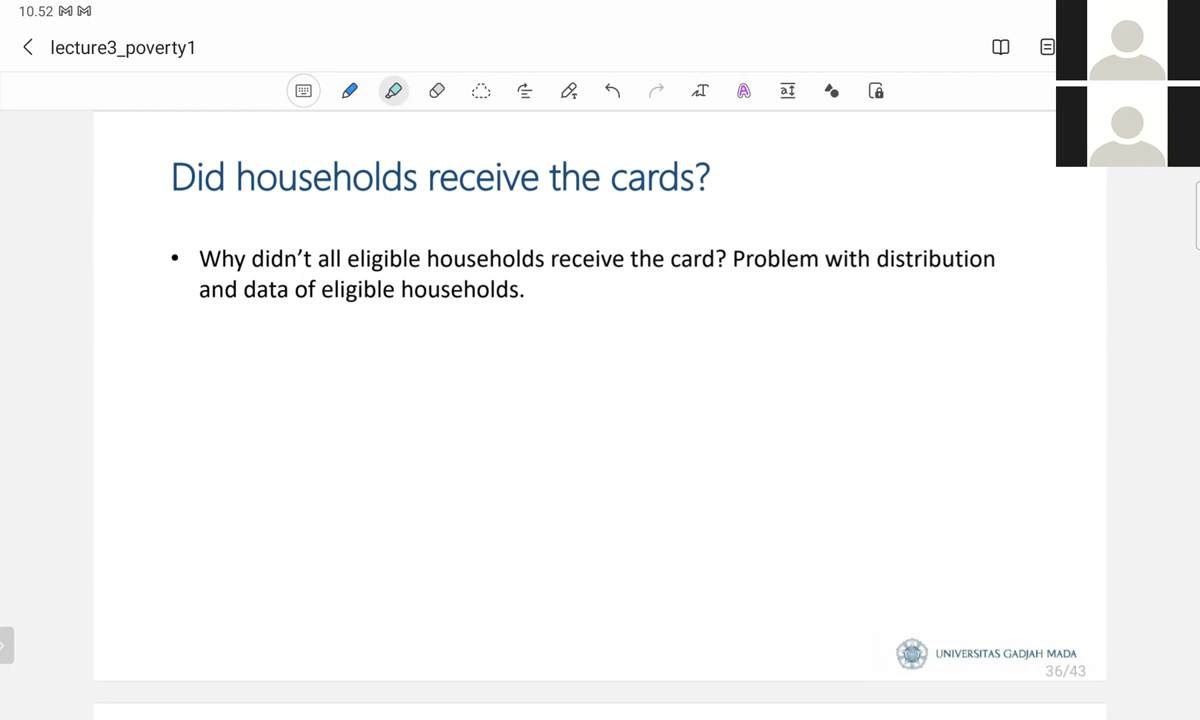 10.52
lecture3_poverty1
Did households receive the cards?
• Why didn’t all eligible households receive the card? Problem with distribution
and data of eligible households.
UNIVERSITAS GADJAH MADA
36/43